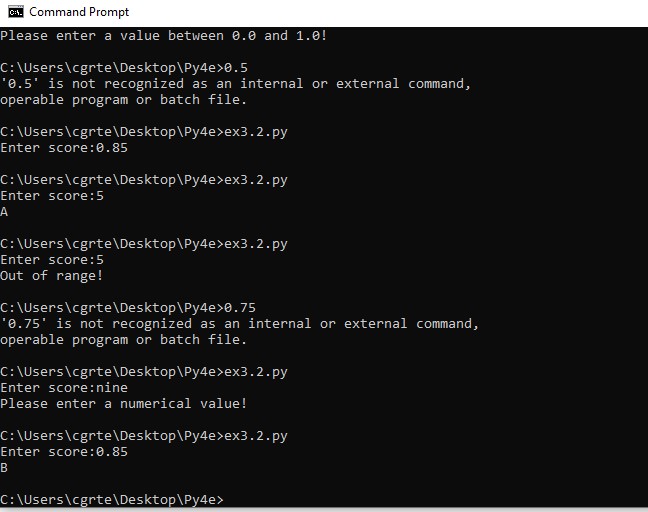 Command Prompt
Please enter a value between 0.0 and 1.0!
C:\Users\cgrte\Desktop\Py4e>0.5
'0.5' is not recognized as an internal or external command,
operable program or batch file.
C:\Users\cgrte\Desktop\Py4e>ex3.2.py
Enter score:0.85
C:\Users\cgrte\Desktop\Py4e>ex3.2.py
Enter score:5
A
C:\Users\cgrte\Desktop\Py4e>ex3.2.py
Enter score:5
Out of range!
C:\Users\cgrte\Desktop\Py4e>0.75
'0.75' is not recognized as an internal or external command,
operable program or batch file.
C:\Users\cgrte\Desktop\Py4e>ex3.2.py
Enter score:nine
Please enter a numerical value!
C:\Users\cgrte\Desktop\Py4e>ex3.2.py
Enter score:0.85
B
C:\Users\cgrte\Desktop\Py4e>